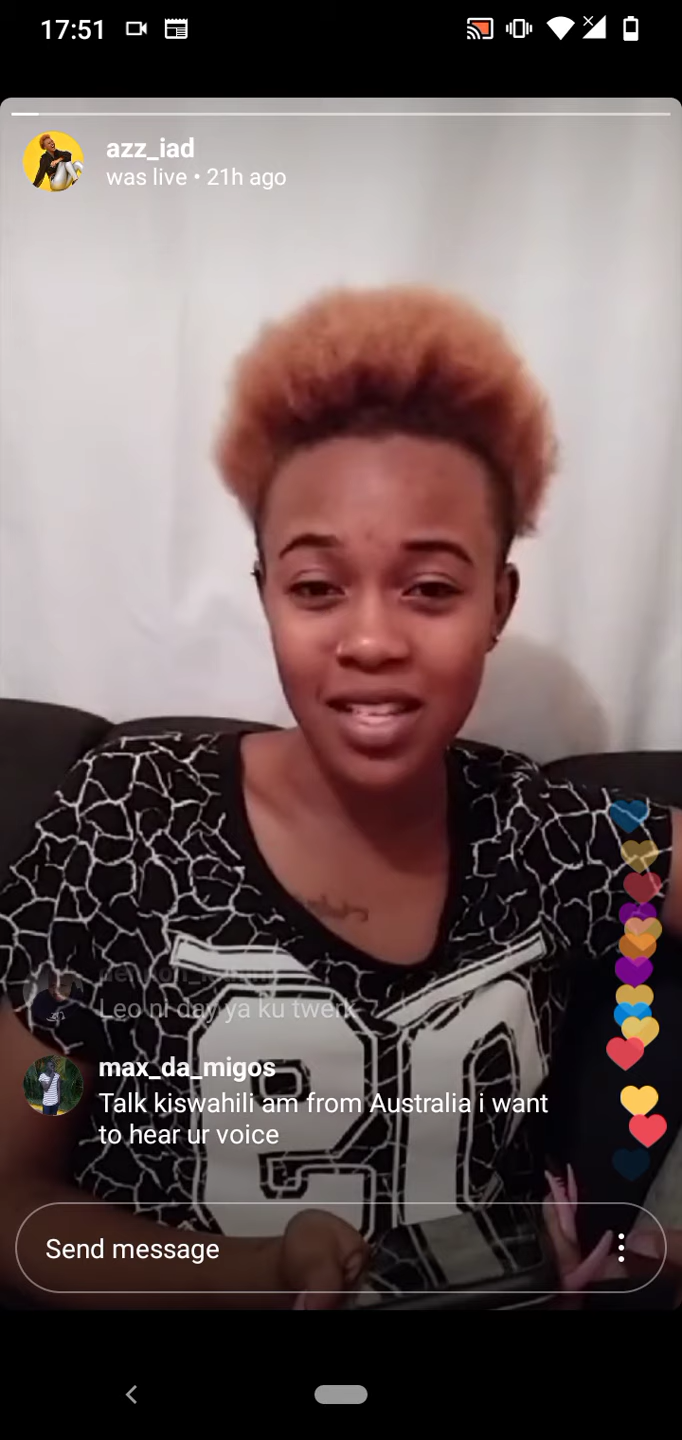 17:51
azz_iad
was live • 21h ago
Leo ni day ya ku twerk
max_da_migos
Talk kiswahili am from Australia i want
to hear ur voice
Send message